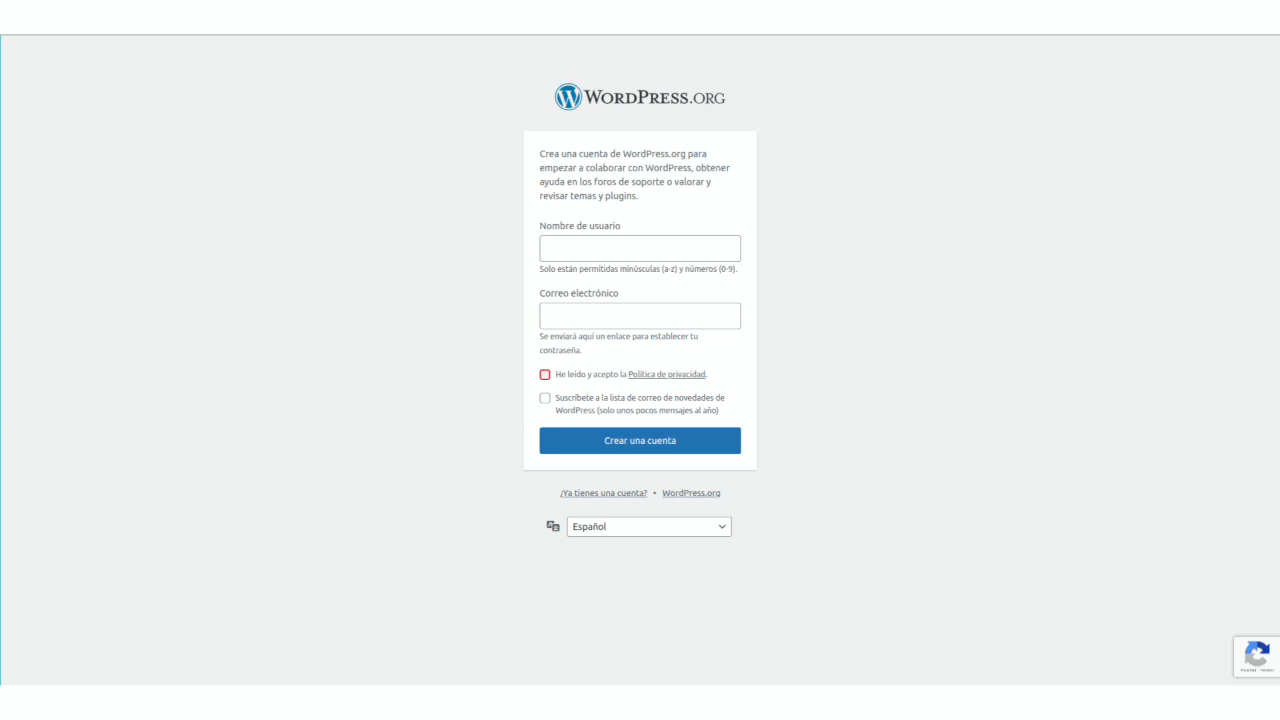 WORDPRESS.ORG
Crea una cuenta de WordPress.org para
empezar a colaborar con WordPress, obtener
ayuda en los foros de soporte o valorar y
revisar temas y plugins.
Nombre de usuario
Solo están permitidas minúsculas (a-z) y números (0-9).
Correo electrónico
Se enviará aquí un enlace para establecer tu
contraseña.
He leído y acepto la Política de privacidad.
Suscríbete a la lista de correo de novedades de
WordPress (solo unos pocos mensajes al año)
Crear una cuenta
¿Ya tienes una cuenta? • WordPress.org
Español